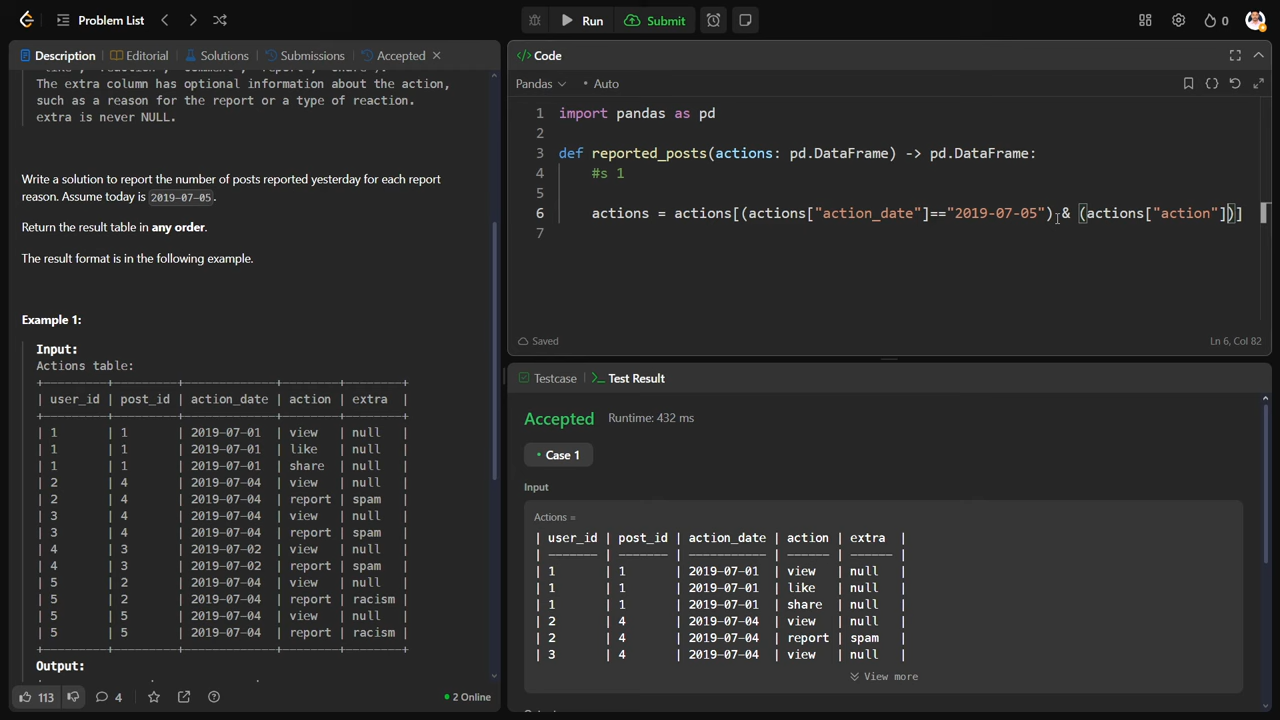 Problem List
Run
Submit
0
Description
Editorial
Solutions
Submissions
Accepted
The extra column has optional information about the action,
such as a reason for the report or a type of reaction.
extra is never NULL.
Write a solution to report the number of posts reported yesterday for each report
reason. Assume today is 2019-07-05.
Return the result table in any order.
The result format is in the following example.
Example 1:
Input:
Actions table:
+---------+---------+-------------+--------+--------+
| user_id | post_id | action_date | action | extra  |
+---------+---------+-------------+--------+--------+
| 1       | 1       | 2019-07-01  | view   | null   |
| 1       | 1       | 2019-07-01  | like   | null   |
| 1       | 1       | 2019-07-01  | share  | null   |
| 2       | 4       | 2019-07-04  | view   | null   |
| 2       | 4       | 2019-07-04  | report | spam   |
| 3       | 4       | 2019-07-04  | view   | null   |
| 3       | 4       | 2019-07-04  | report | spam   |
| 4       | 3       | 2019-07-02  | view   | null   |
| 4       | 3       | 2019-07-02  | report | spam   |
| 5       | 2       | 2019-07-04  | view   | null   |
| 5       | 2       | 2019-07-04  | report | racism |
| 5       | 5       | 2019-07-04  | view   | null   |
| 5       | 5       | 2019-07-04  | report | racism |
+---------+---------+-------------+--------+--------+
Output:
113
4
2 Online
</> Code
Pandas
Auto
1 import pandas as pd
2
3 def reported_posts(actions: pd.DataFrame) -> pd.DataFrame:
4     #s 1
5
6     actions = actions[(actions["action_date"]=="2019-07-05") & (actions["action"])]
7
Saved
Ln 6, Col 82
Testcase
Test Result
Accepted
Runtime: 432 ms
Case 1
Input
Actions =
| user_id | post_id | action_date | action | extra  |
| ------- | ------- | ----------- | ------ | ------ |
| 1       | 1       | 2019-07-01  | view   | null   |
| 1       | 1       | 2019-07-01  | like   | null   |
| 1       | 1       | 2019-07-01  | share  | null   |
| 2       | 4       | 2019-07-04  | view   | null   |
| 2       | 4       | 2019-07-04  | report | spam   |
| 3       | 4       | 2019-07-04  | view   | null   |
View more